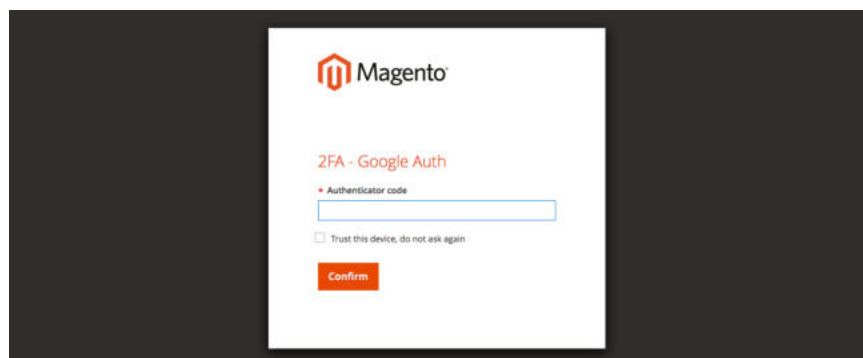 Magento
2FA - Google Auth
* Authenticator code
Trust this device, do not ask again
Confirm